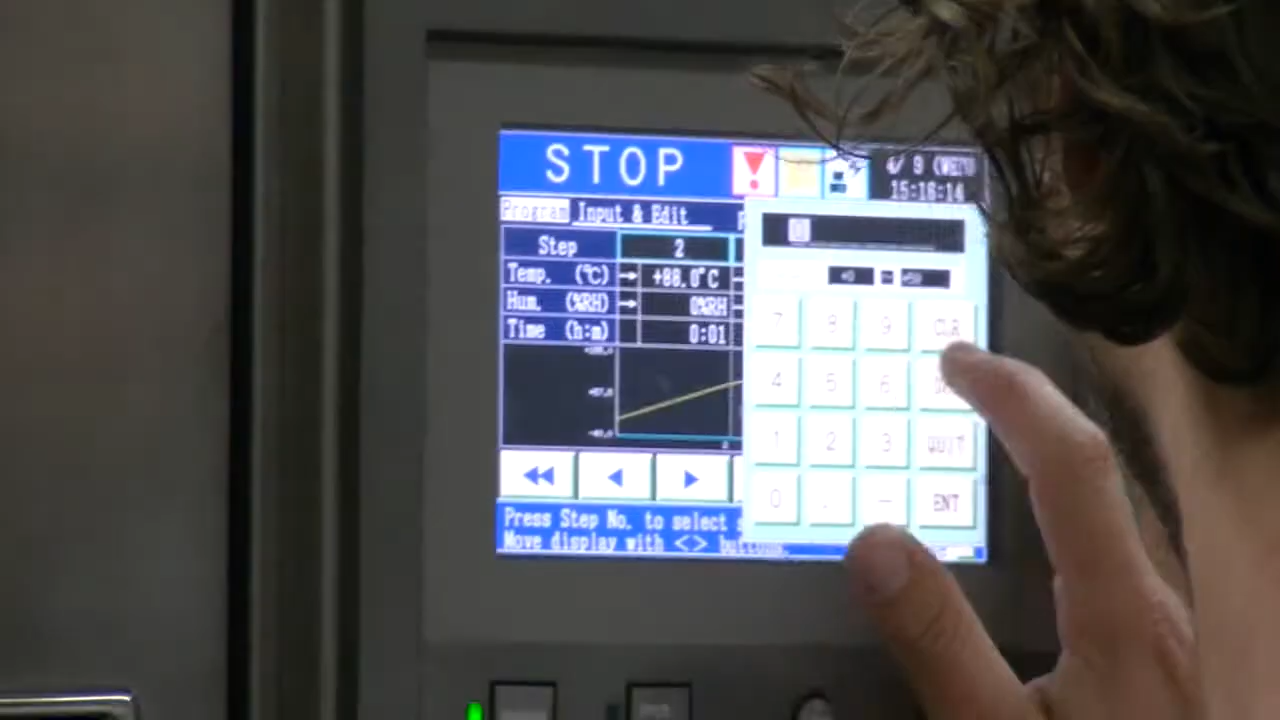 STOP
15:16:14
Program Input & Edit
Step 2
Temp. (℃) → +88.0℃
Hum. (%RH) → 0%RH
Time (h:m) 0:01
7 8 9 CLR
4 5 6
1 2 3 QUIT
0 . - ENT
Press Step No. to select
Move display with <> buttons.